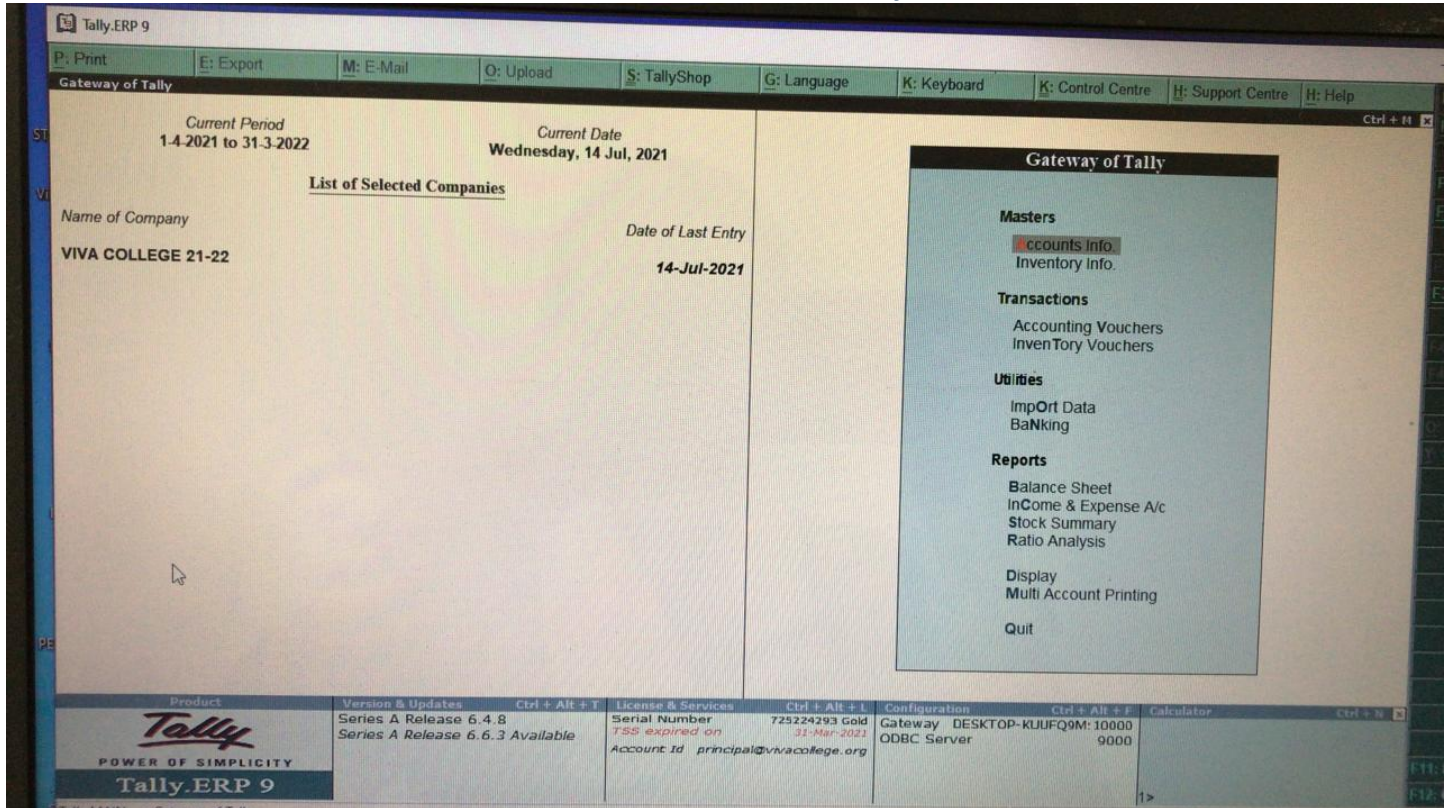 Tally.ERP 9
P: Print E: Export M: E-Mail O: Upload S: TallyShop G: Language K: Keyboard K: Control Centre H: Support Centre H: Help
Gateway of Tally Ctrl + M
Current Period
1-4-2021 to 31-3-2022
Current Date
Wednesday, 14 Jul, 2021
List of Selected Companies
Name of Company
Date of Last Entry
VIVA COLLEGE 21-22
14-Jul-2021
Gateway of Tally
Masters
Accounts Info.
Inventory Info.
Transactions
Accounting Vouchers
InvenTory Vouchers
Utilities
ImpOrt Data
BaNking
Reports
Balance Sheet
InCome & Expense A/c
Stock Summary
Ratio Analysis
Display
Multi Account Printing
Quit
Product
Tally
POWER OF SIMPLICITY
Tally.ERP 9
Version & Updates Ctrl + Alt + T
Series A Release 6.4.8
Series A Release 6.6.3 Available
License & Services Ctrl + Alt + L
Serial Number 725224293 Gold
TSS expired on 31-Mar-2021
Account Id principal@vivacollege.org
Configuration Ctrl + Alt + F
Gateway DESKTOP-KUUFQ9M:10000
ODBC Server 9000
Calculator Ctrl + N
1>
F11:
F12: